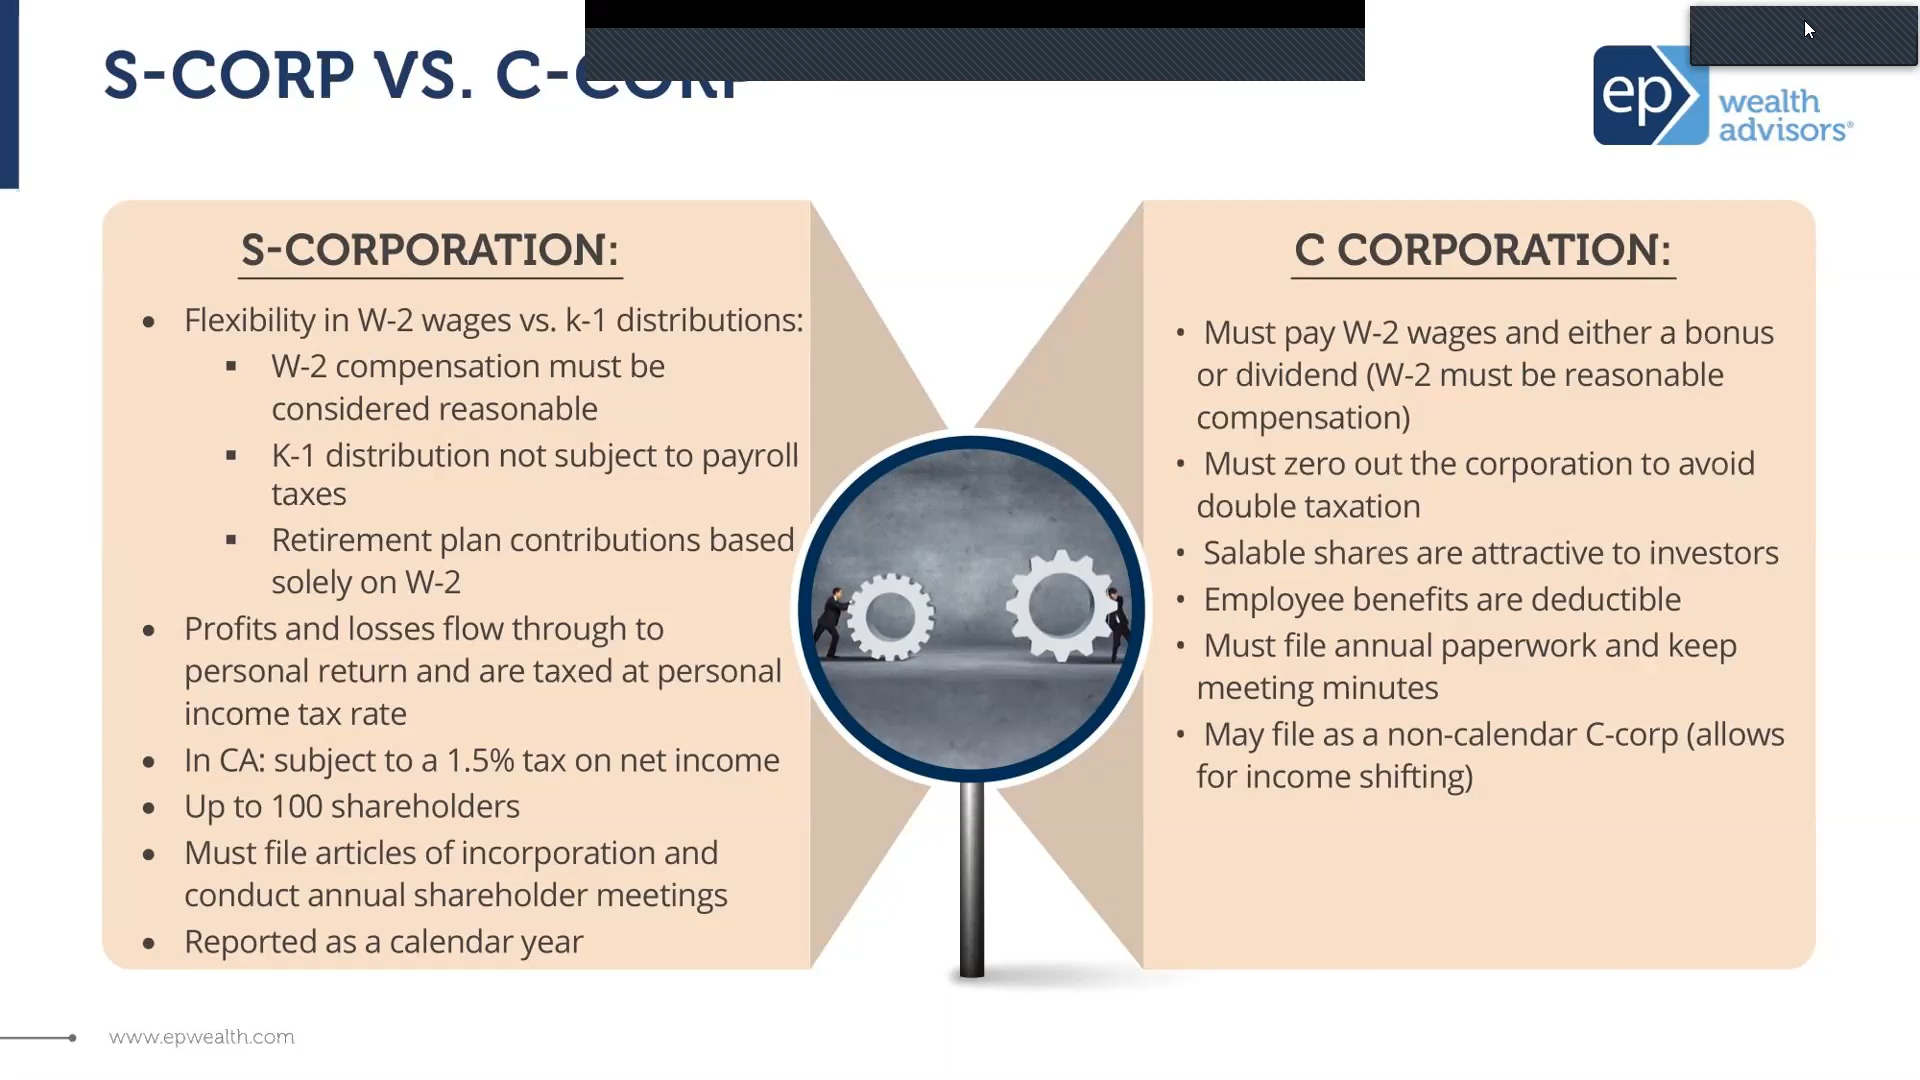 S-CORP VS. C-CORP
ep wealth
advisors®
S-CORPORATION:
• Flexibility in W-2 wages vs. k-1 distributions:
▪ W-2 compensation must be
considered reasonable
▪ K-1 distribution not subject to payroll
taxes
▪ Retirement plan contributions based
solely on W-2
• Profits and losses flow through to
personal return and are taxed at personal
income tax rate
• In CA: subject to a 1.5% tax on net income
• Up to 100 shareholders
• Must file articles of incorporation and
conduct annual shareholder meetings
• Reported as a calendar year
C CORPORATION:
• Must pay W-2 wages and either a bonus
or dividend (W-2 must be reasonable
compensation)
• Must zero out the corporation to avoid
double taxation
• Salable shares are attractive to investors
• Employee benefits are deductible
• Must file annual paperwork and keep
meeting minutes
• May file as a non-calendar C-corp (allows
for income shifting)
www.epwealth.com